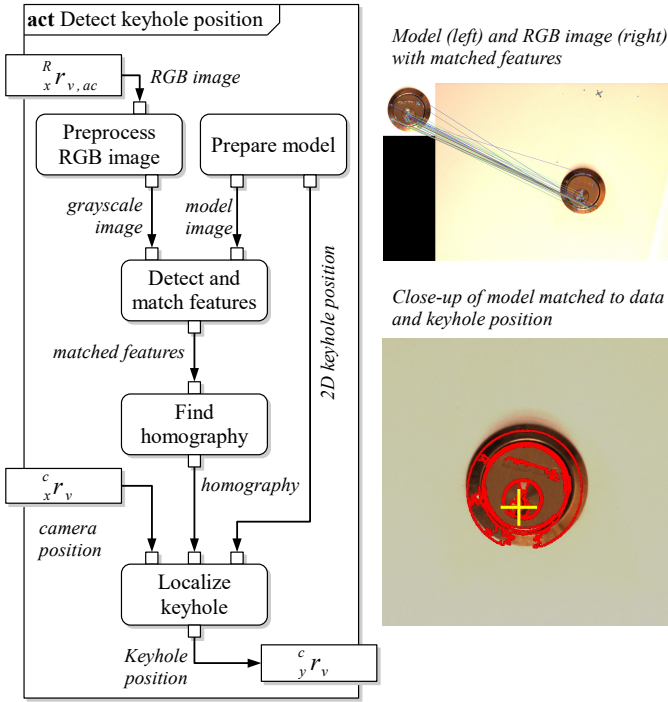 act Detect keyhole position
R
x r v, ac
RGB image
Preprocess
RGB image
Prepare model
grayscale
image
model
image
2D keyhole position
Detect and
match features
matched features
Find
homography
c
x r v
homography
camera
position
Localize
keyhole
Keyhole
position
c
y r v
Model (left) and RGB image (right)
with matched features
Close-up of model matched to data
and keyhole position